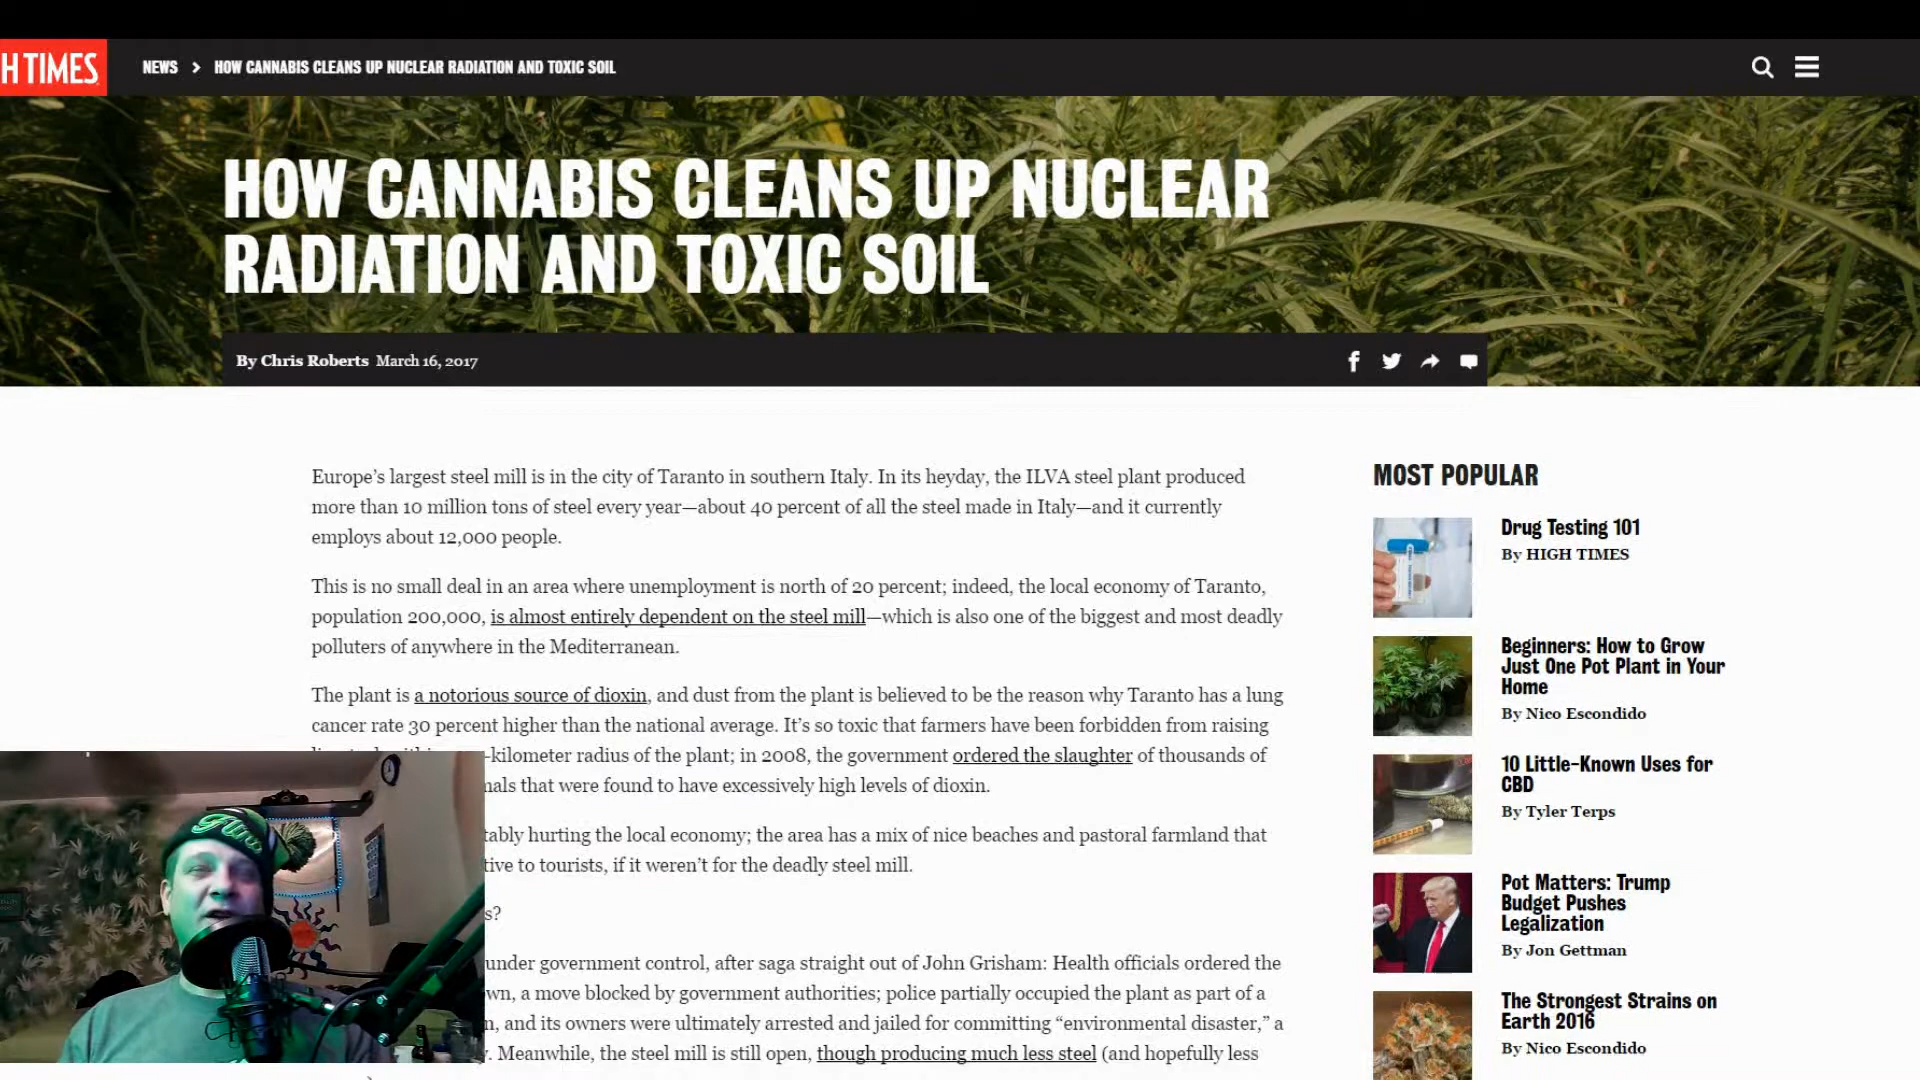 H TIMES
NEWS > HOW CANNABIS CLEANS UP NUCLEAR RADIATION AND TOXIC SOIL
HOW CANNABIS CLEANS UP NUCLEAR
RADIATION AND TOXIC SOIL
By Chris Roberts March 16, 2017
Europe’s largest steel mill is in the city of Taranto in southern Italy. In its heyday, the ILVA steel plant produced
more than 10 million tons of steel every year—about 40 percent of all the steel made in Italy—and it currently
employs about 12,000 people.
This is no small deal in an area where unemployment is north of 20 percent; indeed, the local economy of Taranto,
population 200,000, is almost entirely dependent on the steel mill—which is also one of the biggest and most deadly
polluters of anywhere in the Mediterranean.
The plant is a notorious source of dioxin, and dust from the plant is believed to be the reason why Taranto has a lung
cancer rate 30 percent higher than the national average. It’s so toxic that farmers have been forbidden from raising
-kilometer radius of the plant; in 2008, the government ordered the slaughter of thousands of
mals that were found to have excessively high levels of dioxin.
tably hurting the local economy; the area has a mix of nice beaches and pastoral farmland that
tive to tourists, if it weren’t for the deadly steel mill.
s?
under government control, after saga straight out of John Grisham: Health officials ordered the
wn, a move blocked by government authorities; police partially occupied the plant as part of a
n, and its owners were ultimately arrested and jailed for committing “environmental disaster,” a
. Meanwhile, the steel mill is still open, though producing much less steel (and hopefully less
MOST POPULAR
Drug Testing 101
By HIGH TIMES
Beginners: How to Grow
Just One Pot Plant in Your
Home
By Nico Escondido
10 Little-Known Uses for
CBD
By Tyler Terps
Pot Matters: Trump
Budget Pushes
Legalization
By Jon Gettman
The Strongest Strains on
Earth 2016
By Nico Escondido